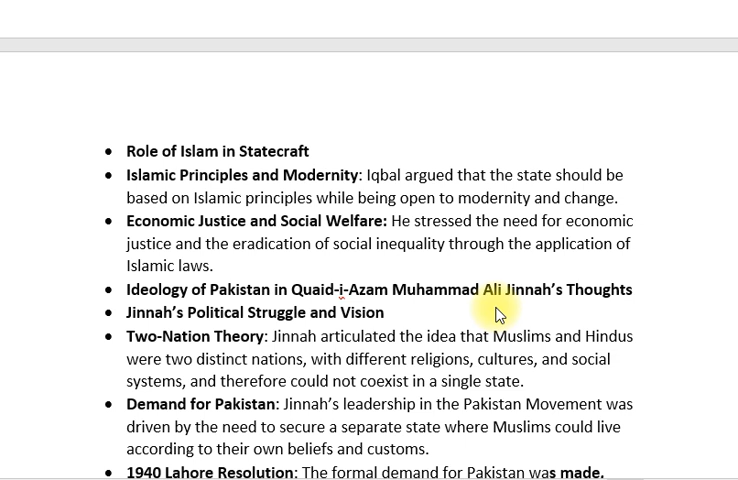 • Role of Islam in Statecraft
• Islamic Principles and Modernity: Iqbal argued that the state should be
based on Islamic principles while being open to modernity and change.
• Economic Justice and Social Welfare: He stressed the need for economic
justice and the eradication of social inequality through the application of
Islamic laws.
• Ideology of Pakistan in Quaid-i-Azam Muhammad Ali Jinnah’s Thoughts
• Jinnah’s Political Struggle and Vision
• Two-Nation Theory: Jinnah articulated the idea that Muslims and Hindus
were two distinct nations, with different religions, cultures, and social
systems, and therefore could not coexist in a single state.
• Demand for Pakistan: Jinnah’s leadership in the Pakistan Movement was
driven by the need to secure a separate state where Muslims could live
according to their own beliefs and customs.
• 1940 Lahore Resolution: The formal demand for Pakistan was made.